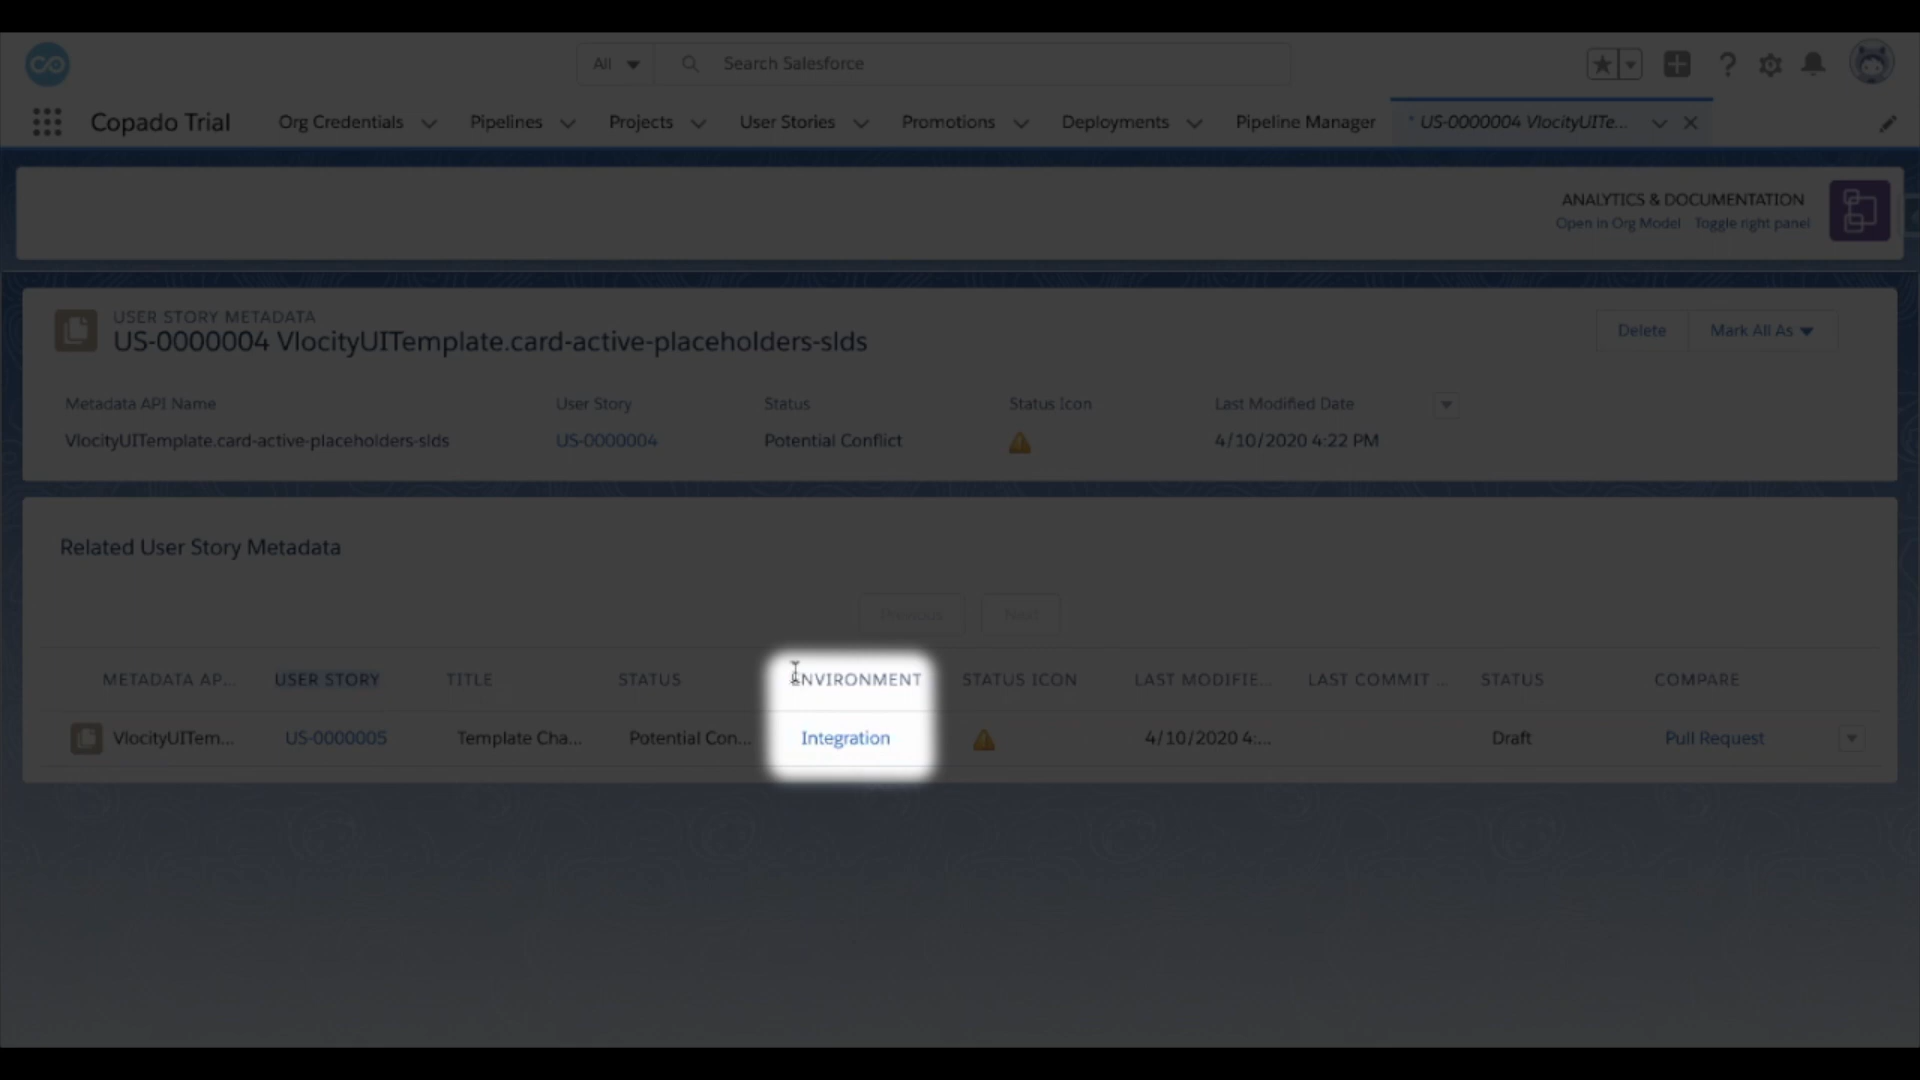 All
Search Salesforce
Copado Trial
Org Credentials
Pipelines
Projects
User Stories
Promotions
Deployments
Pipeline Manager
* US-0000004 VlocityUITe...
ANALYTICS & DOCUMENTATION
Open in Org Model Toggle right panel
USER STORY METADATA
US-0000004 VlocityUITemplate.card-active-placeholders-slds
Delete
Mark All As
Metadata API Name
User Story
Status
Status Icon
Last Modified Date
VlocityUITemplate.card-active-placeholders-slds
US-0000004
Potential Conflict
4/10/2020 4:22 PM
Related User Story Metadata
Previous
Next
METADATA AP...
USER STORY
TITLE
STATUS
ENVIRONMENT
STATUS ICON
LAST MODIFIE...
LAST COMMIT ...
STATUS
COMPARE
VlocityUITem...
US-0000005
Template Cha...
Potential Con...
Integration
4/10/2020 4:...
Draft
Pull Request